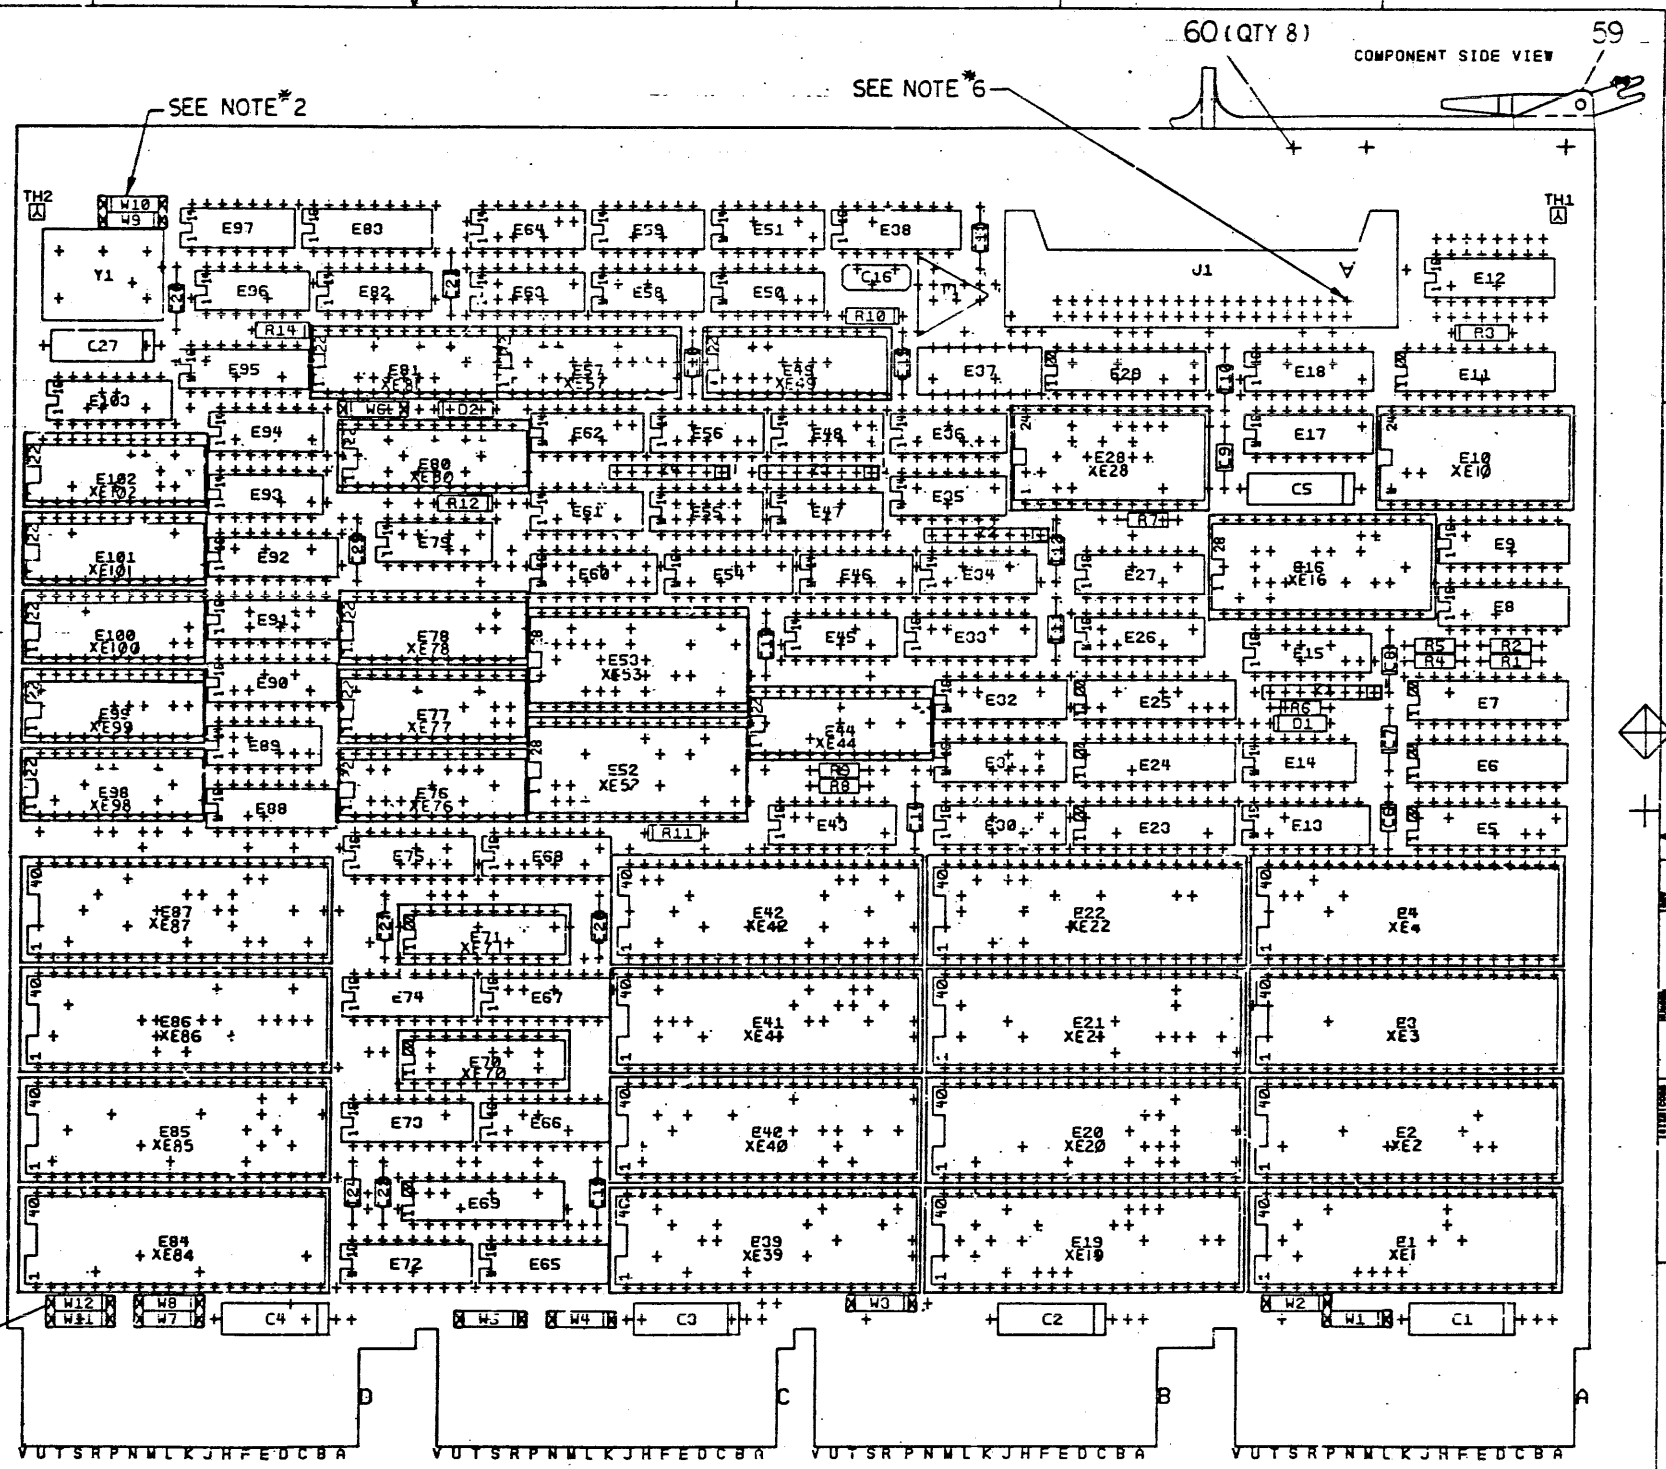 60 (QTY 8) 59
COMPONENT SIDE VIEW
SEE NOTE *2
SEE NOTE *6
TH2 TH1
W10
W9
E97 E83 E64 E59 E51 E38
Y1 J1 A E12
E96 E82 E63 E58 E50 C16
R14 R10 R3
C27
E95 E81 XE81 E57 XE57 E49 XE49 E37 E29 E18 E11
E103 W6 D2
E94 E62 E56 E48 E36 E17
E102 XE102 E80 XE80 E28 XE28 E10 XE10
E93 R12 C9 C5
E61 E55 E47 E35
E101 XE101 E92 E79 R7 E9
E60 E54 E46 E34 E27 E16 XE16
E100 XE100 E91 E78 XE78 E8
E53 XE53 E45 E33 E26 E15 C8 R5 R2
R4 R1
E99 XE99 E90 E77 XE77 E32 E25 R6 E7
E89 E44 XE44 D1 C7
E98 XE98 E76 XE76 E52 XE52 E31 E24 E14 E6
E88 R8
R11 E43 E30 E23 E13 C6 E5
E75 E68
E87 XE87 E71 XE71 E42 XE42 E22 XE22 E4 XE4
E74 E67
E86 XE86 E41 XE41 E21 XE21 E3 XE3
E70 XE70
E85 XE85 E73 E66 E40 XE40 E20 XE20 E2 XE2
E69
E84 XE84 E72 E65 E39 XE39 E19 XE19 E1 XE1
W12 W8 W3 W2
W11 W7 C4 W5 W4 C3 C2 W1 C1
D C B A
V U T S R P N M L K J H F E D C B A V U T S R P N M L K J H F E D C B A V U T S R P N M L K J H F E D C B A V U T S R P N M L K J H F E D C B A